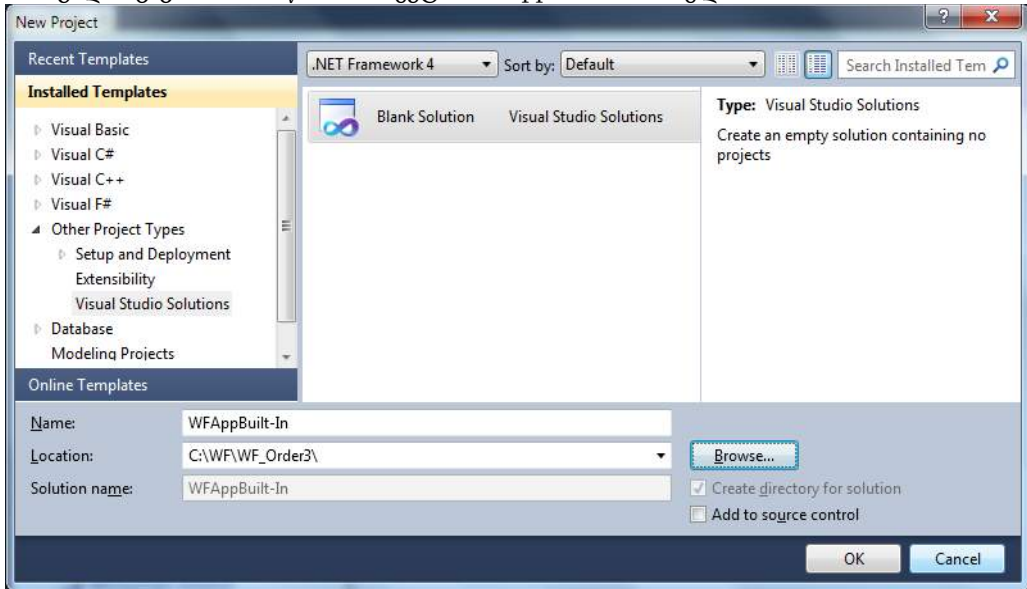 New Project
Recent Templates
Installed Templates
Visual Basic
Visual C#
Visual C++
Visual F#
Other Project Types
Setup and Deployment
Extensibility
Visual Studio Solutions
Database
Modeling Projects
Online Templates
.NET Framework 4
Sort by: Default
Search Installed Tem
Blank Solution Visual Studio Solutions
Type: Visual Studio Solutions
Create an empty solution containing no
projects
Name: WFAppBuilt-In
Location: C:\WF\WF_Order3\
Browse...
Solution name: WFAppBuilt-In
Create directory for solution
Add to source control
OK Cancel